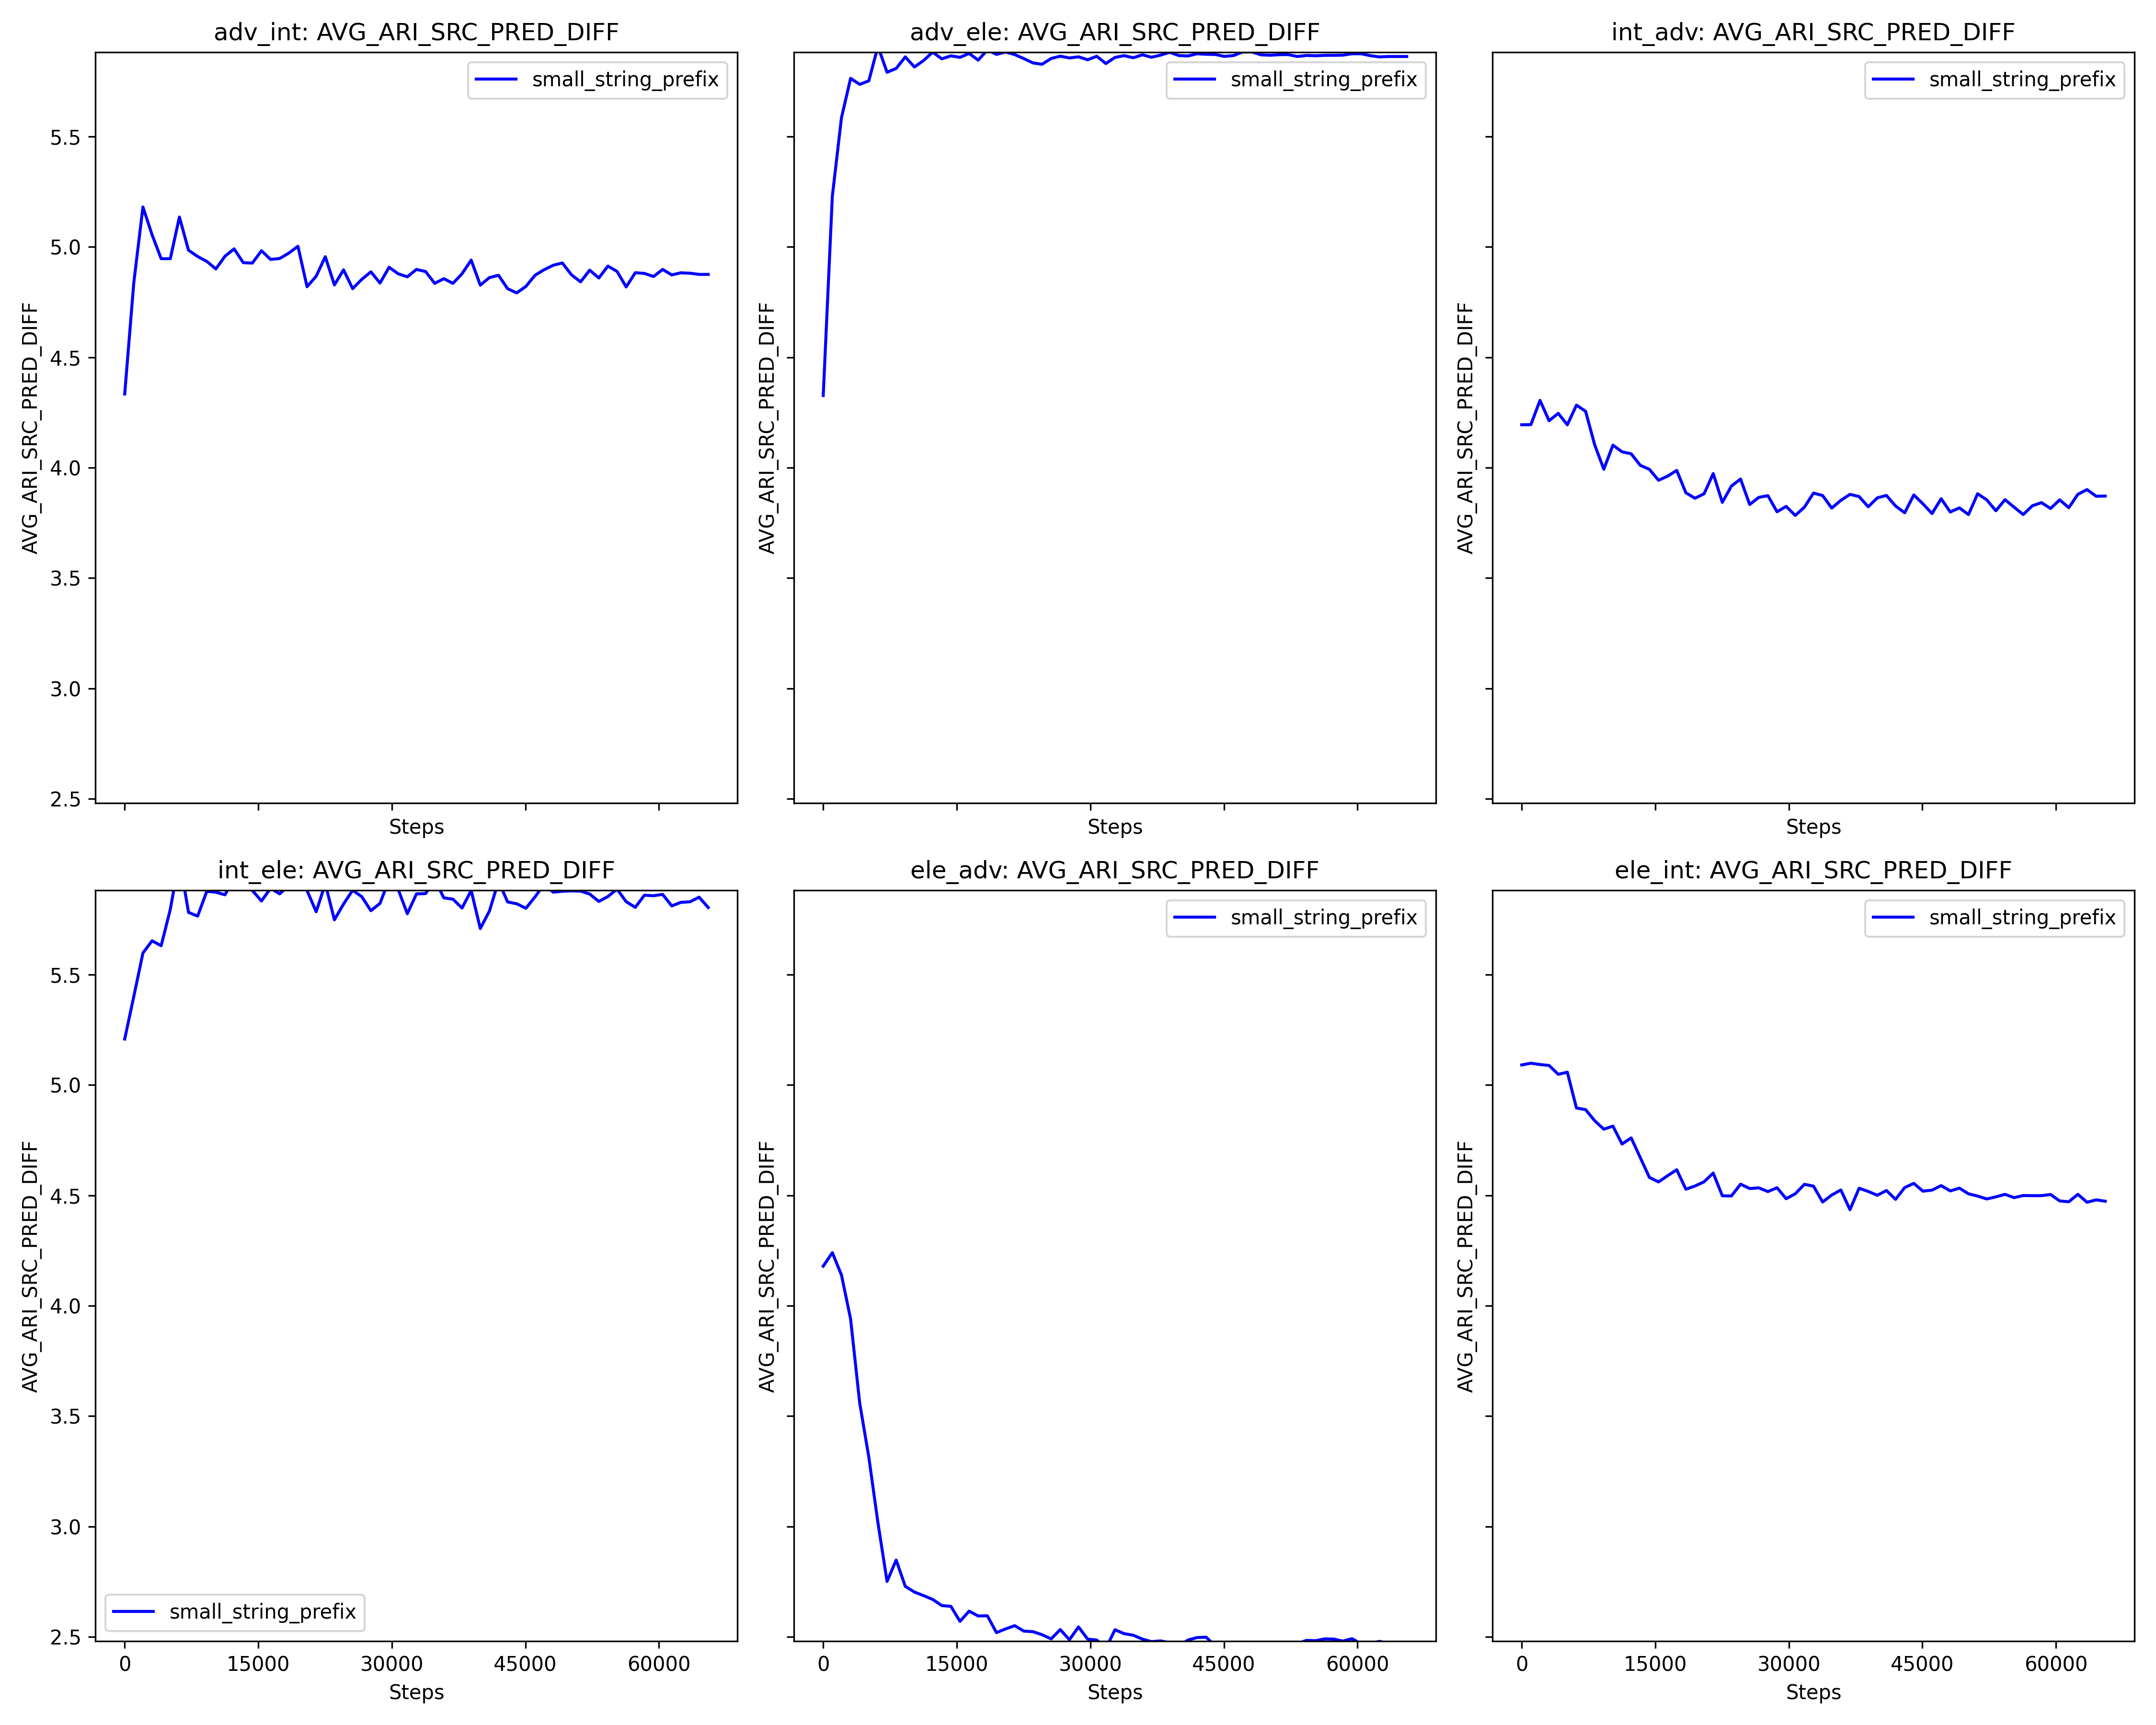 adv_int: AVG_ARI_SRC_PRED_DIFF
adv_ele: AVG_ARI_SRC_PRED_DIFF
int_adv: AVG_ARI_SRC_PRED_DIFF
small_string_prefix
small_string_prefix
small_string_prefix
5.5
5.0
4.5
4.0
3.5
3.0
2.5
AVG_ARI_SRC_PRED_DIFF
AVG_ARI_SRC_PRED_DIFF
AVG_ARI_SRC_PRED_DIFF
Steps
Steps
Steps
int_ele: AVG_ARI_SRC_PRED_DIFF
ele_adv: AVG_ARI_SRC_PRED_DIFF
ele_int: AVG_ARI_SRC_PRED_DIFF
small_string_prefix
small_string_prefix
5.5
5.0
4.5
4.0
3.5
3.0
2.5
AVG_ARI_SRC_PRED_DIFF
AVG_ARI_SRC_PRED_DIFF
AVG_ARI_SRC_PRED_DIFF
small_string_prefix
0 15000 30000 45000 60000
0 15000 30000 45000 60000
0 15000 30000 45000 60000
Steps
Steps
Steps